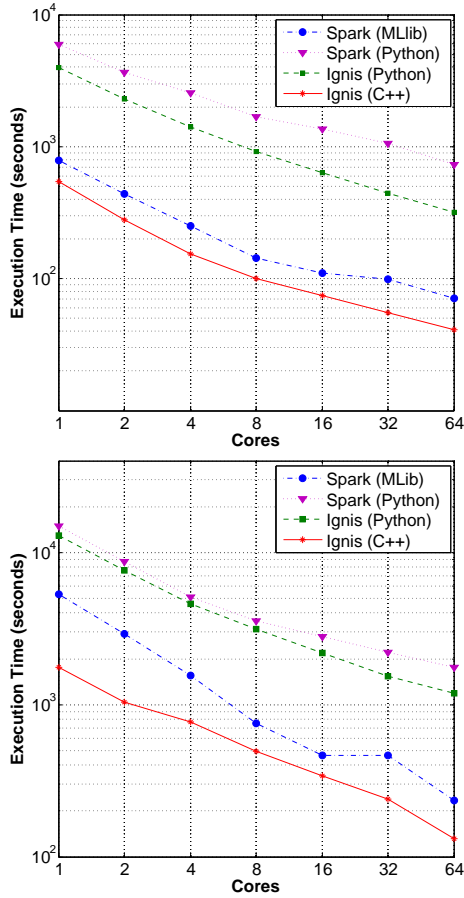 10^4
10^3
10^2
Execution Time (seconds)
Spark (MLlib)
Spark (Python)
Ignis (Python)
Ignis (C++)
1 2 4 8 16 32 64
Cores
10^4
10^3
10^2
Execution Time (seconds)
Spark (MLib)
Spark (Python)
Ignis (Python)
Ignis (C++)
1 2 4 8 16 32 64
Cores